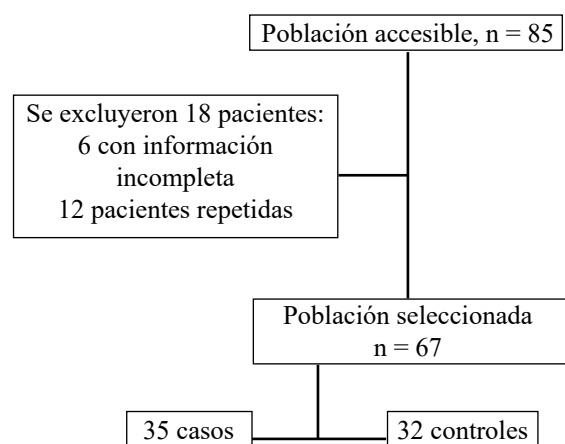 Población accesible, n = 85
Se excluyeron 18 pacientes:
6 con información
incompleta
12 pacientes repetidas
Población seleccionada
n = 67
35 casos
32 controles